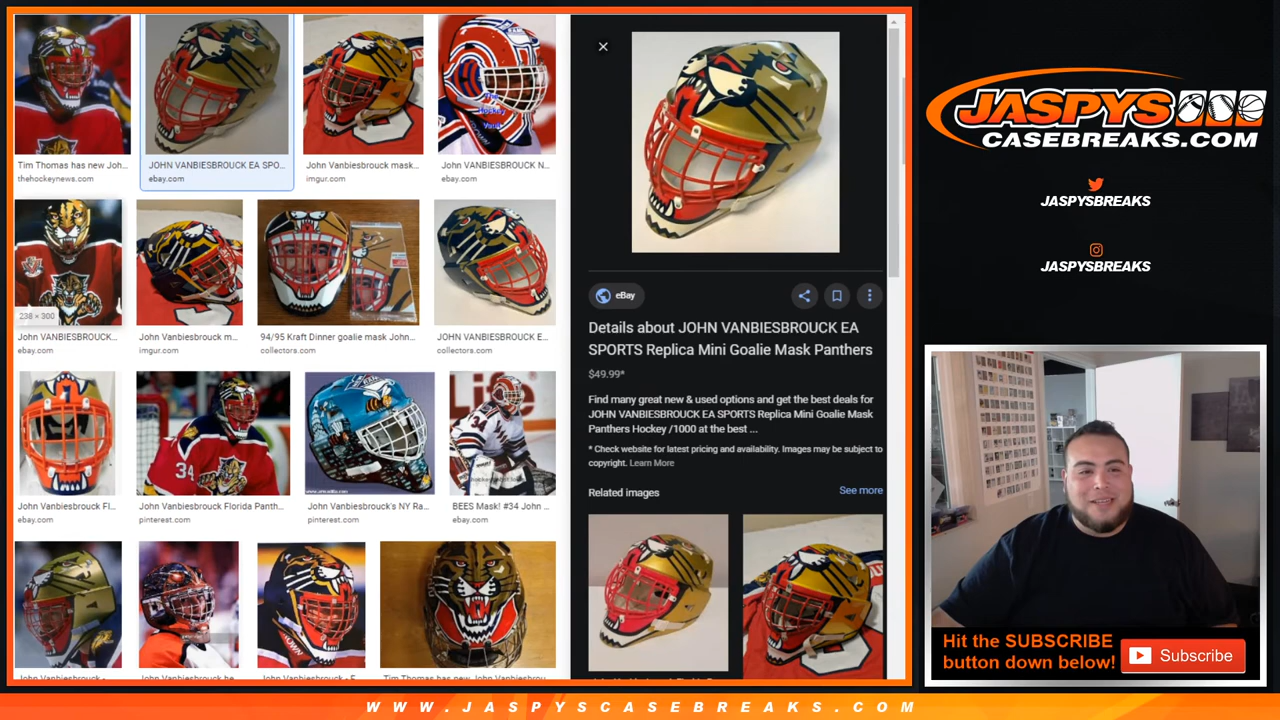 Tim Thomas has new Joh...
thehockeynews.com
JOHN VANBIESBROUCK EA SPO...
ebay.com
John Vanbiesbrouck mask...
imgur.com
The
Hockey
Vault
John VANBIESBROUCK N...
ebay.com
238 × 300
John VANBIESBROUCK...
ebay.com
John Vanbiesbrouck m...
imgur.com
94/95 Kraft Dinner goalie mask John...
collectors.com
JOHN VANBIESBROUCK E...
collectors.com
John Vanbiesbrouck Fl...
ebay.com
34
John Vanbiesbrouck Florida Panth...
pinterest.com
John Vanbiesbrouck's NY Ra...
pinterest.com
Life
BEES Mask! #34 John ...
ebay.com
eBay
Details about JOHN VANBIESBROUCK EA
SPORTS Replica Mini Goalie Mask Panthers
$49.99*
Find many great new & used options and get the best deals for
JOHN VANBIESBROUCK EA SPORTS Replica Mini Goalie Mask
Panthers Hockey /1000 at the best ...
* Check website for latest pricing and availability. Images may be subject to
copyright. Learn More
Related images
See more
JASPYS
CASEBREAKS.COM
JASPYSBREAKS
JASPYSBREAKS
Hit the SUBSCRIBE
button down below!
Subscribe
WWW.JASPYSCASEBREAKS.COM